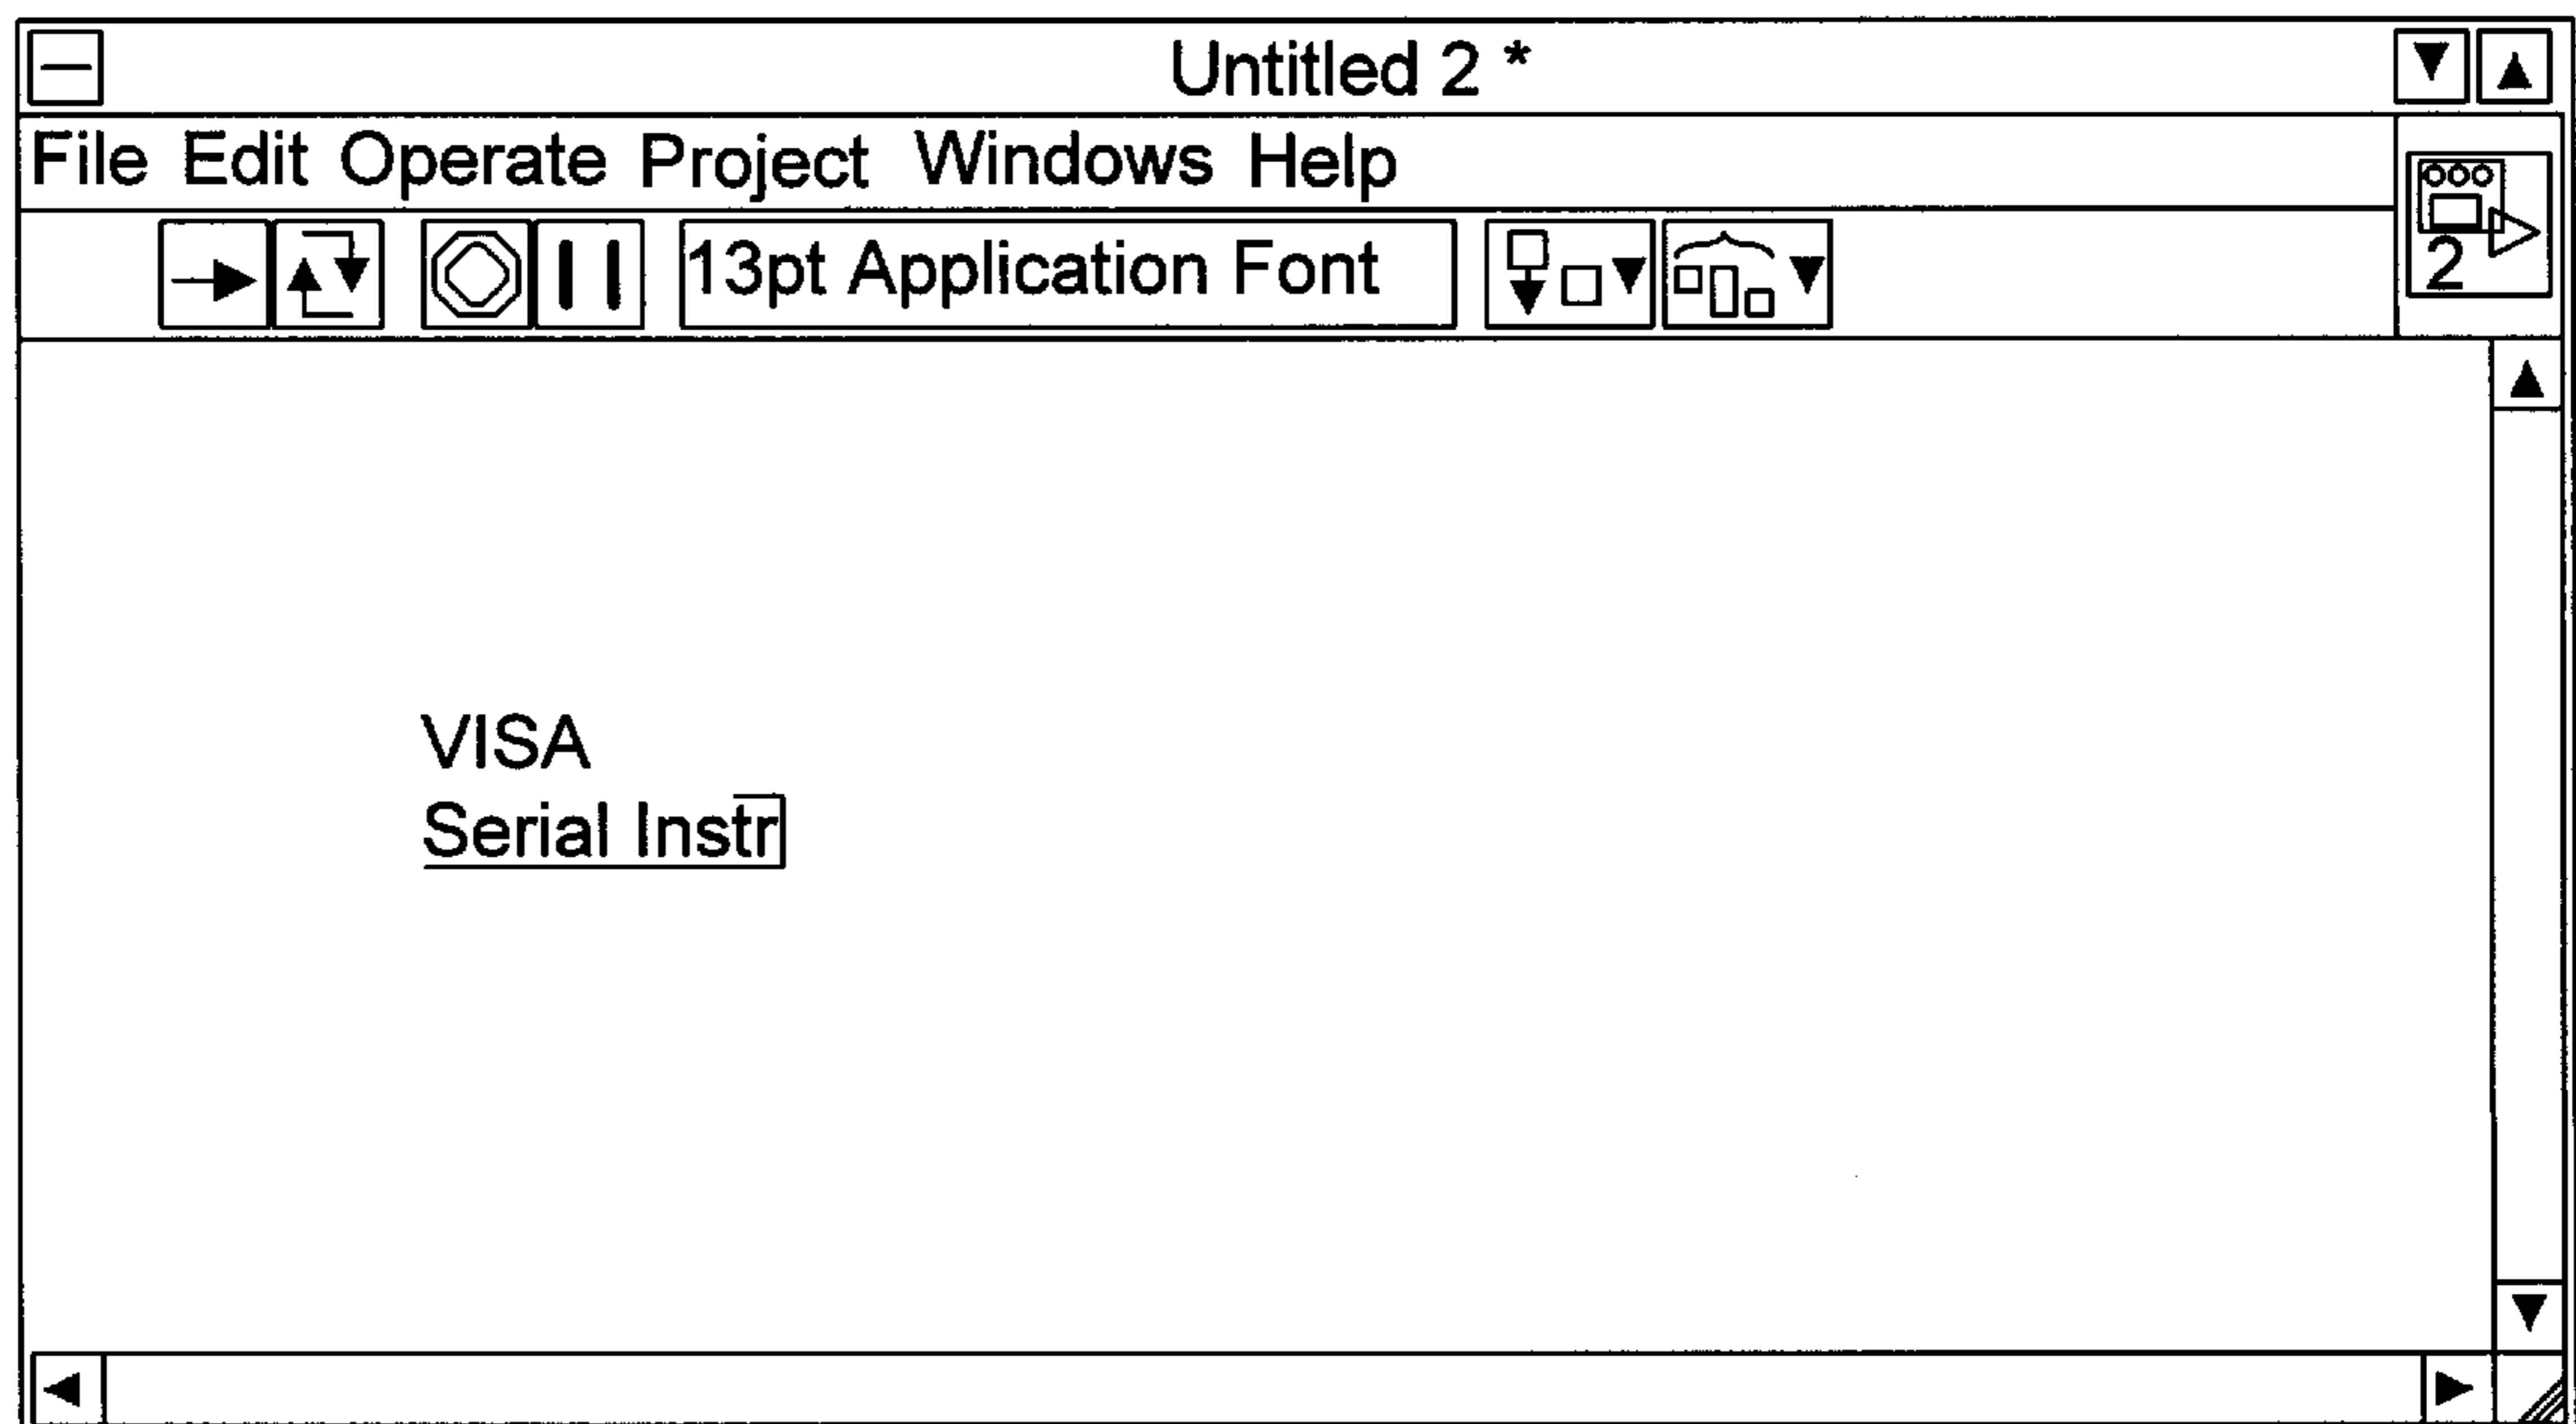 Untitled 2 *
File Edit Operate Project Windows Help
13pt Application Font
2
VISA
Serial Instr